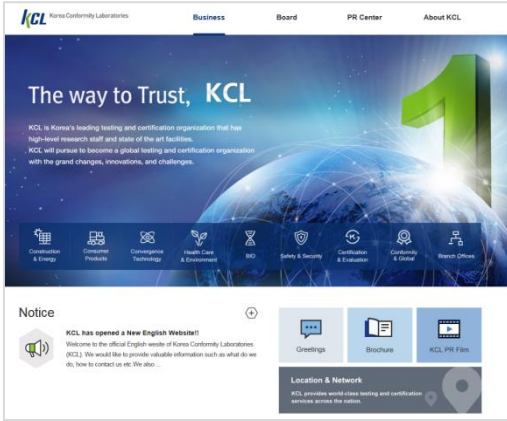 KCL Korea Conformity Laboratories
Business Board PR Center About KCL
The way to Trust, KCL
KCL is Korea's leading testing and certification organization that has
high-level research staff and state of the art facilities.
KCL will pursue to become a global testing and certification organization
with the grand changes, innovations, and challenges.
1
Construction
& Energy
Consumer
Products
Convergence
Technology
Health Care
& Environment
BIO
Safety & Security
Certification
& Evaluation
Conformity
& Global
Branch Offices
Notice
KCL has opened a New English Website!!
Welcome to the official English wesite of Korea Conformity Laboratories
(KCL). We would like to provide valuable information such as what do we
do, how to contact us etc.We also ...
Greetings
Brochure
KCL PR Film
Location & Network
KCL provides world-class testing and certification
services across the nation.